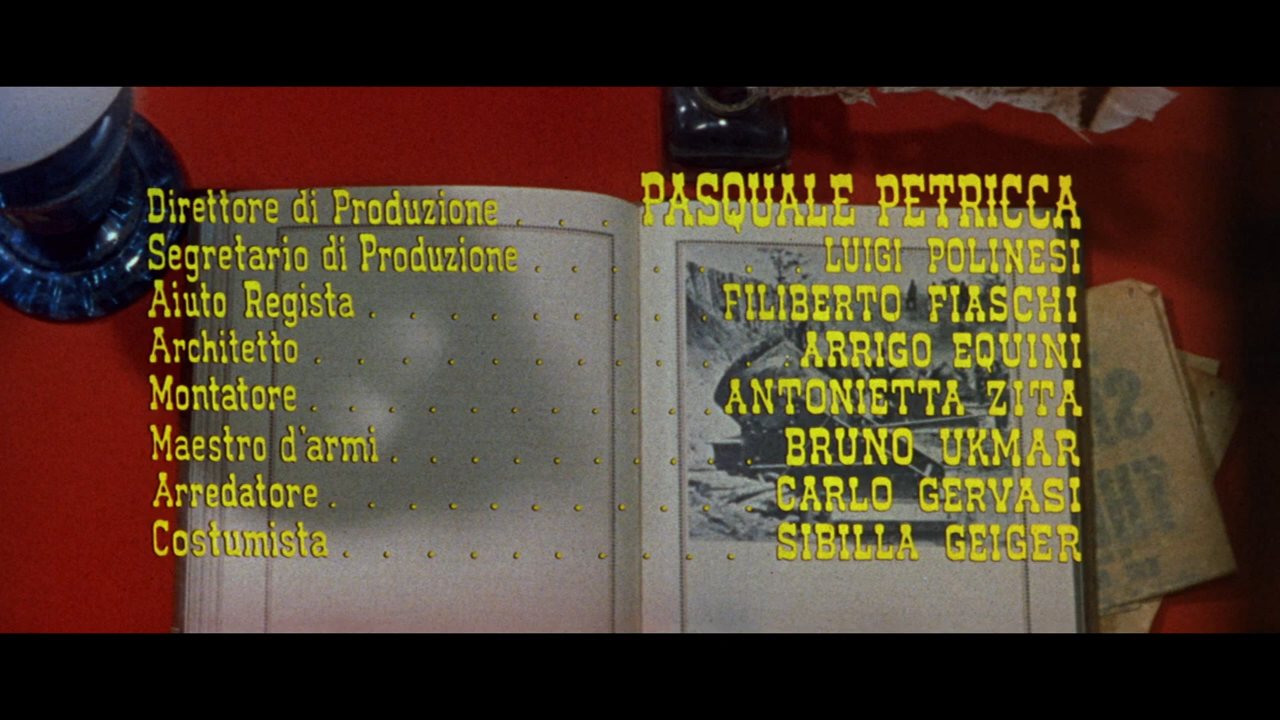 Direttore di Produzione . . . . PASQUALE PETRICCA
Segretario di Produzione . . . . . . . LUIGI POLINESI
Aiuto Regista . . . . . . . . . FILIBERTO FIASCHI
Architetto . . . . . . . . . . . . ARRIGO EQUINI
Montatore . . . . . . . . . . . ANTONIETTA ZITA
Maestro d'armi . . . . . . . . . . BRUNO UKMAR
Arredatore . . . . . . . . . . . CARLO GERVASI
Costumista . . . . . . . . . . SIBILLA GEIGER